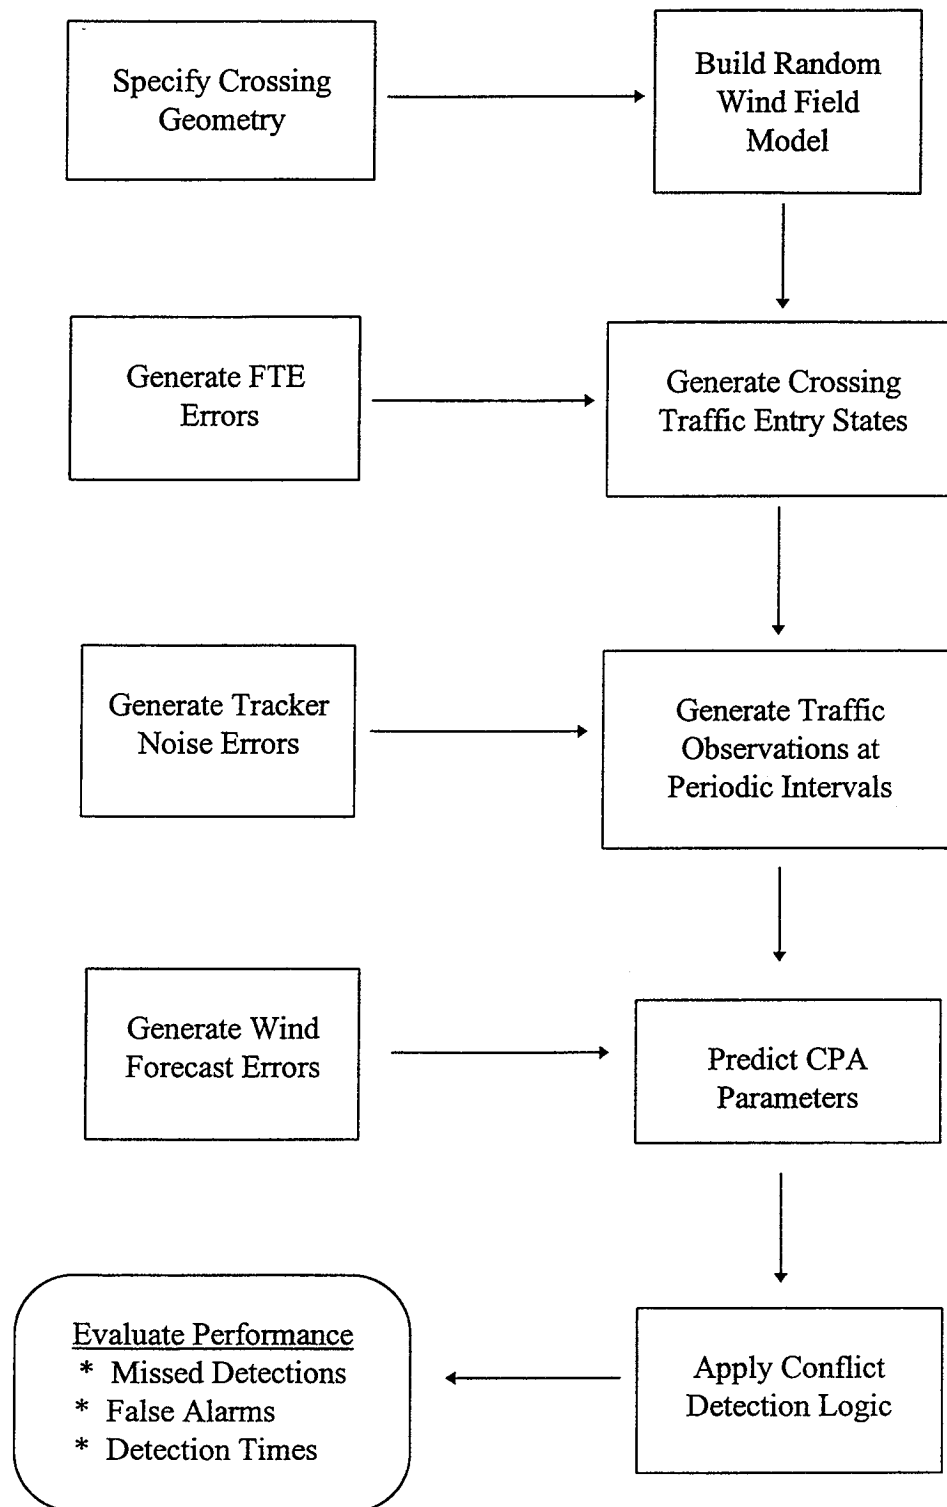 Specify Crossing
Geometry
Build Random
Wind Field
Model
Generate FTE
Errors
Generate Crossing
Traffic Entry States
Generate Tracker
Noise Errors
Generate Traffic
Observations at
Periodic Intervals
Generate Wind
Forecast Errors
Predict CPA
Parameters
Evaluate Performance
* Missed Detections
* False Alarms
* Detection Times
Apply Conflict
Detection Logic